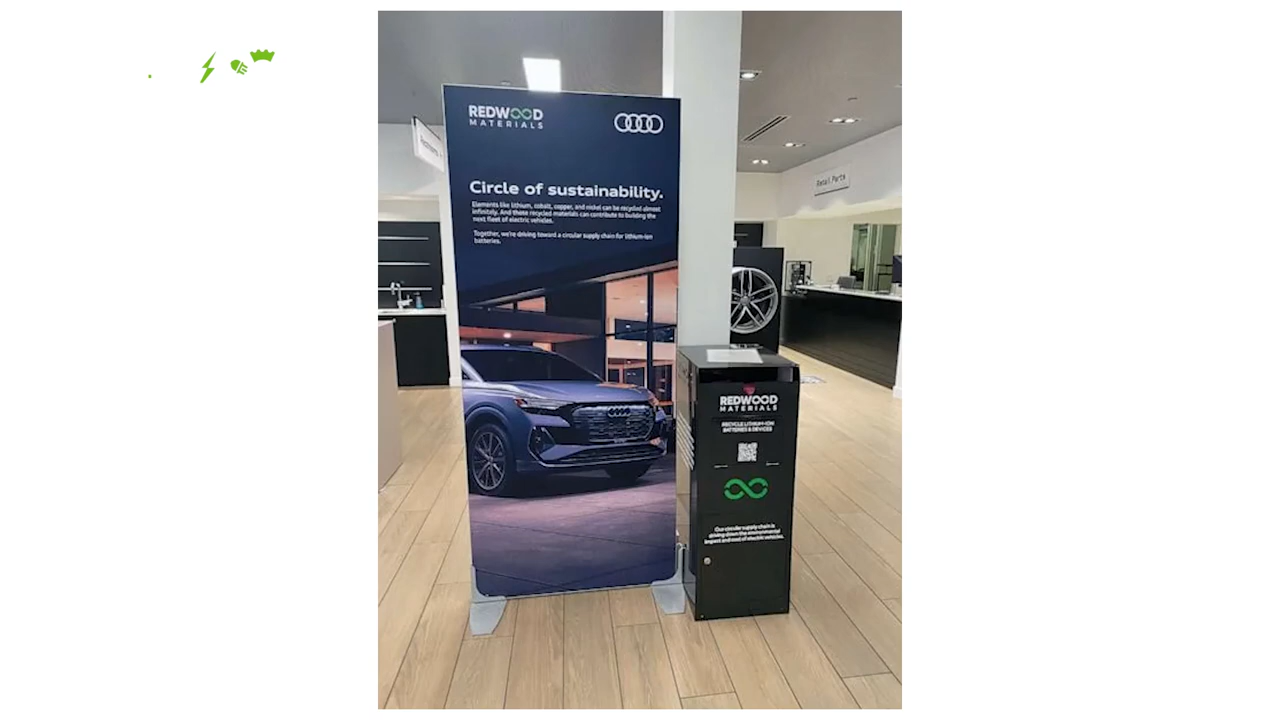 REDWOOD
MATERIALS
Circle of sustainability.
Elements like lithium, cobalt, copper, and nickel can be recycled almost
infinitely. And those recycled materials can contribute to building the
next fleet of electric vehicles.
Together, we're driving toward a circular supply chain for lithium-ion
batteries.
Retail Parts
REDWOOD
MATERIALS
RECYCLE LITHIUM-ION
BATTERIES & DEVICES
Our circular supply chain is
driving down the environmental
impact and cost of electric vehicles.